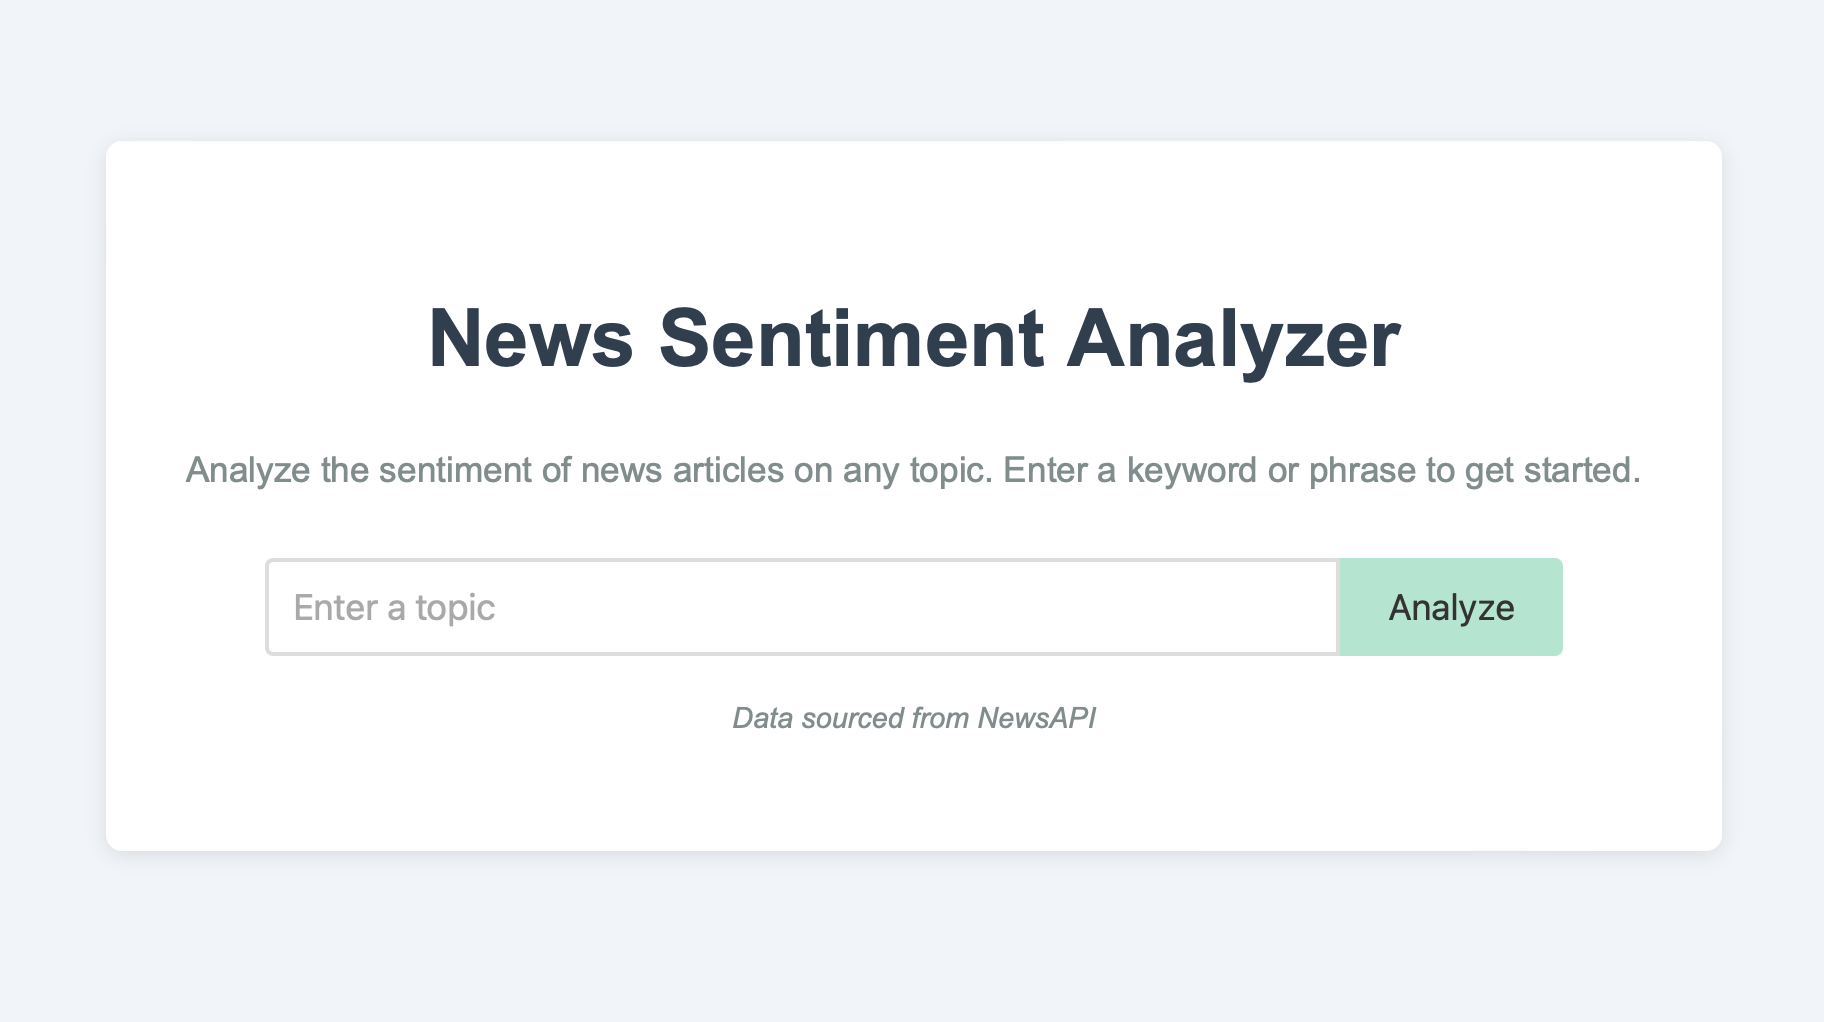 News Sentiment Analyzer
Analyze the sentiment of news articles on any topic. Enter a keyword or phrase to get started.
Enter a topic
Analyze
Data sourced from NewsAPI